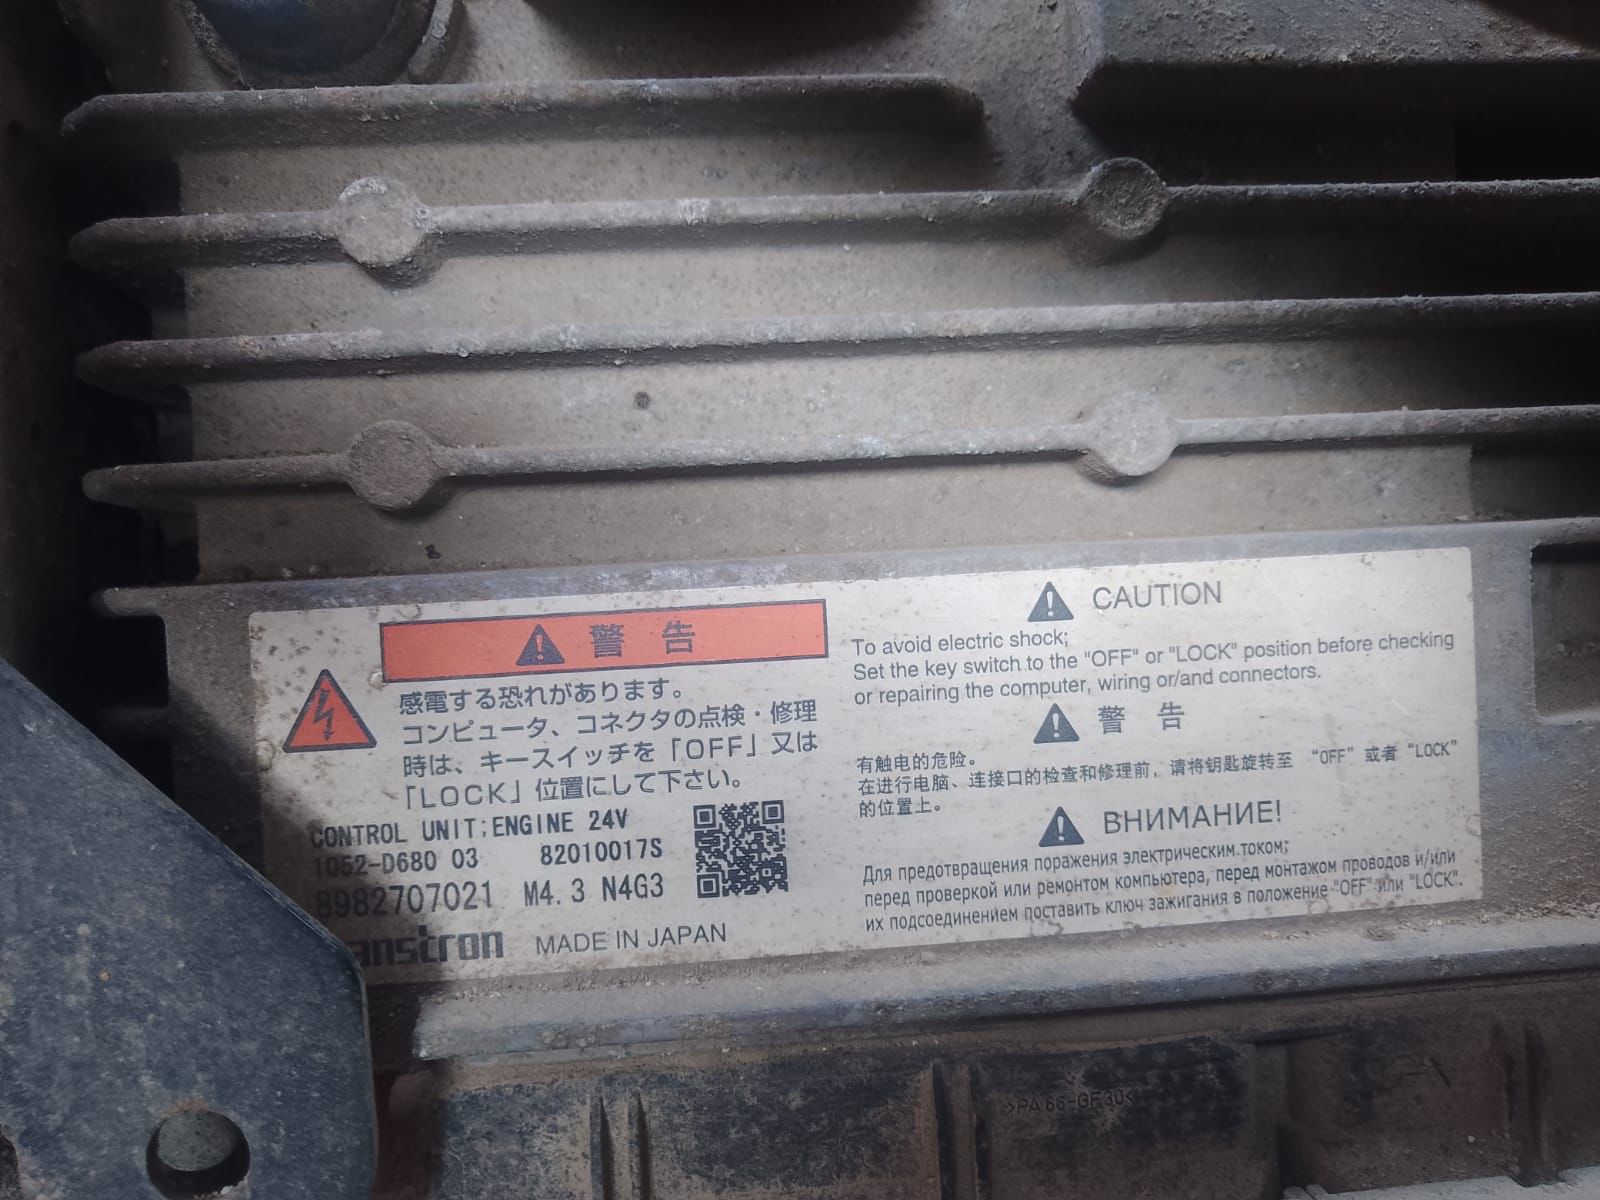 警告
感電する恐れがあります。
コンピュータ、コネクタの点検・修理
時は、キースイッチを「OFF」又は
「LOCK」位置にして下さい。
CONTROL UNIT;ENGINE 24V
1052-D680 03 82010017S
8982707021 M4.3 N4G3
anstron MADE IN JAPAN
CAUTION
To avoid electric shock;
Set the key switch to the "OFF" or "LOCK" position before checking
or repairing the computer, wiring or/and connectors.
警告
有触电的危险。
在进行电脑、连接口的检查和修理前，请将钥匙旋转至 “OFF” 或者 “LOCK”
的位置上。
ВНИМАНИЕ!
Для предотвращения поражения электрическим током;
перед проверкой или ремонтом компьютера, перед монтажом проводов и/или
их подсоединением поставить ключ зажигания в положение "OFF" или "LOCK".
>PA66-GF30<